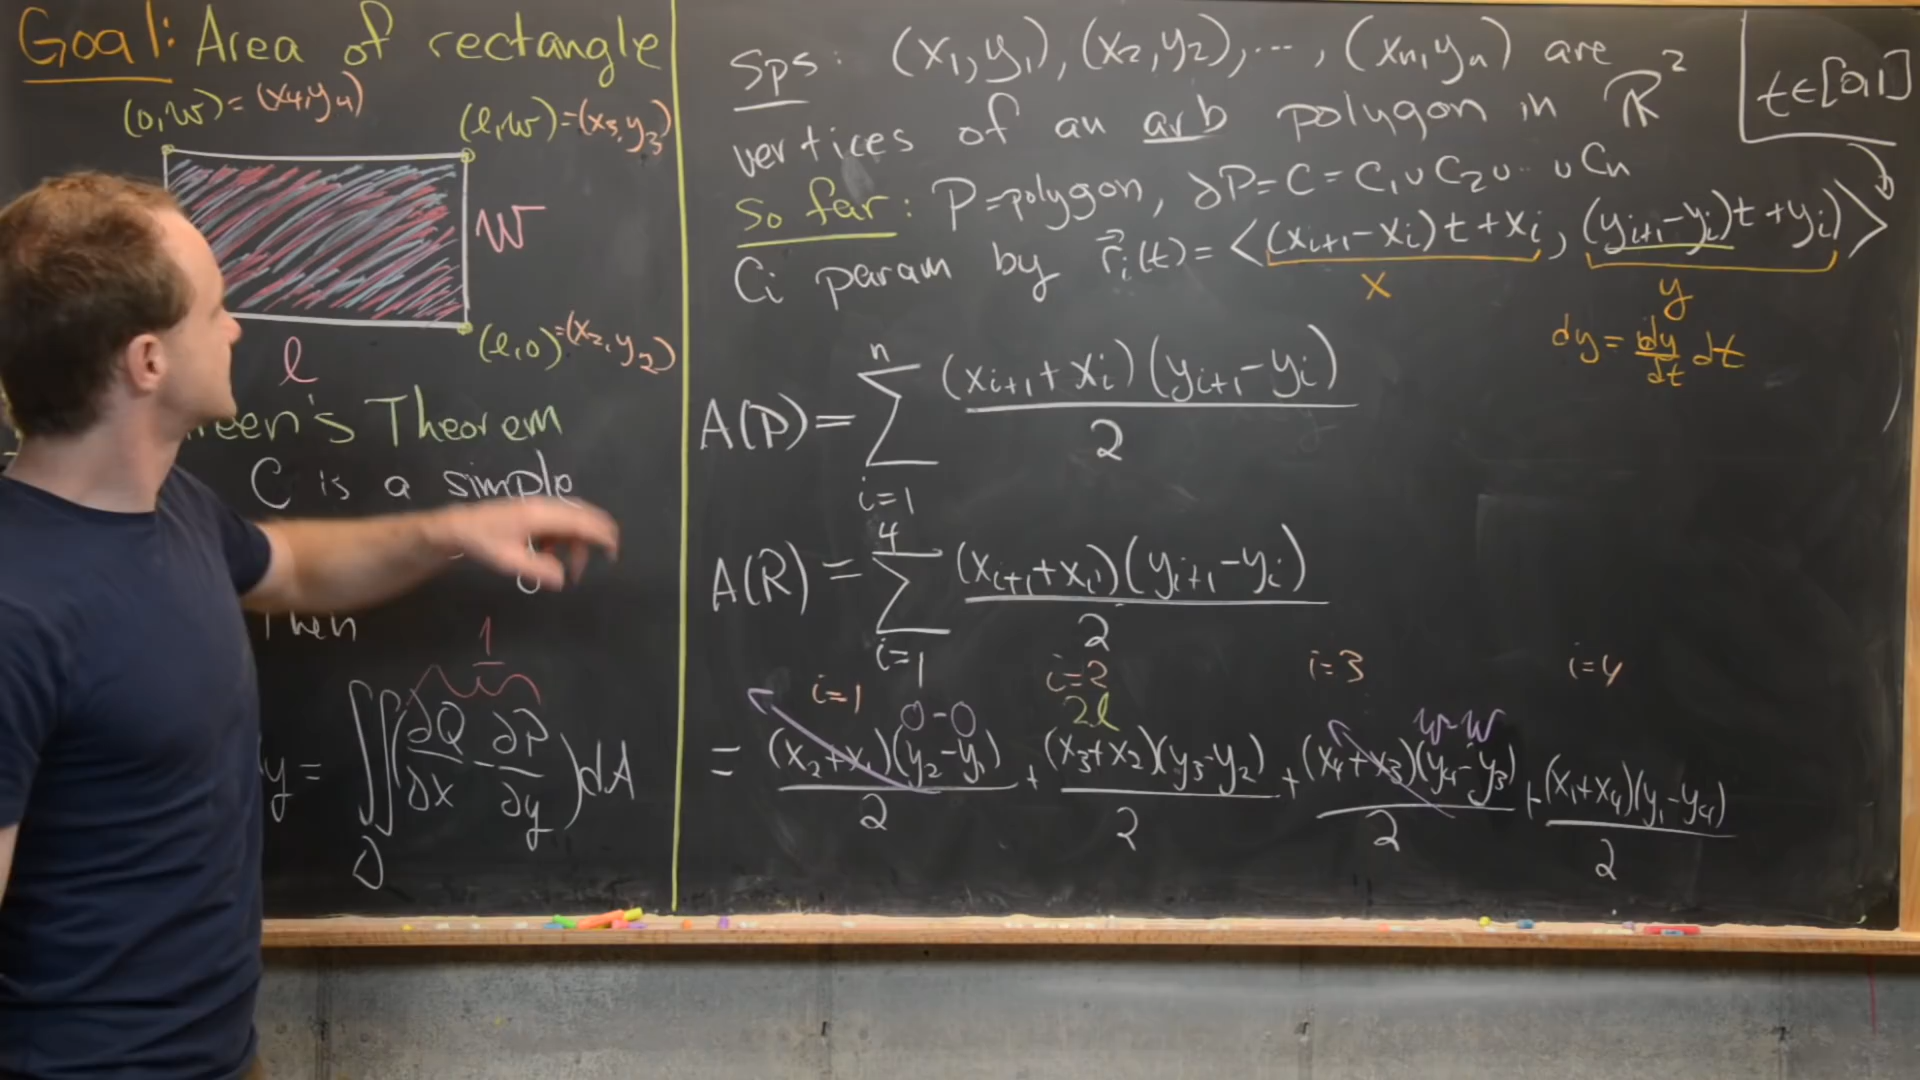 Goal: Area of rectangle
(0,w)=(x₄,y₄)
(l,w)=(x₃,y₃)
w
(l,0)=(x₂,y₂)
l
reen's Theorem
C is a simple
Then
1
y = ∬_D (∂Q/∂x - ∂P/∂y) dA
Sps: (x₁,y₁), (x₂,y₂), ..., (xₙ,yₙ) are
vertices of an arb polygon in ℝ²
t∈[0,1]
So far: P=polygon, ∂P=C=C₁∪C₂∪..∪Cₙ
Cᵢ param by r⃗ᵢ(t)=<(xᵢ₊₁-xᵢ)t+xᵢ, (yᵢ₊₁-yᵢ)t+yᵢ)>
x
y
dy = dy/dt dt
A(P) = ∑_{i=1}^{n} (xᵢ₊₁+xᵢ)(yᵢ₊₁-yᵢ)/2
A(R) = ∑_{i=1}^{4} (xᵢ₊₁+xᵢ)(yᵢ₊₁-yᵢ)/2
i=1 i=2 i=3 i=4
0-0 2l w-w
= (x₂+x₁)(y₂-y₁)/2 + (x₃+x₂)(y₃-y₂)/2 + (x₄+x₃)(y₄-y₃)/2 + (x₁+x₄)(y₁-y₄)/2